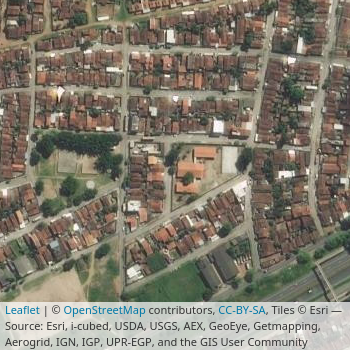 Leaflet | © OpenStreetMap contributors, CC-BY-SA, Tiles © Esri —
Source: Esri, i-cubed, USDA, USGS, AEX, GeoEye, Getmapping,
Aerogrid, IGN, IGP, UPR-EGP, and the GIS User Community